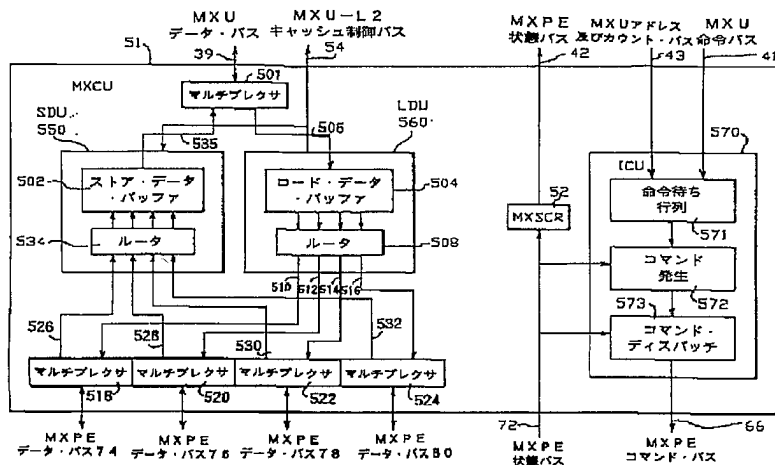 MXU
データ・バス
39
MXU-L2
キャッシュ制御バス
54
MXPE
状態バス
42
MXUアドレス
及びカウント・バス
43
MXU
命令バス
41
51
MXCU
501
マルチプレクサ
SDU
550
535
506
LDU
560
570
ICU
502
ストア・データ
・バッファ
ロード・データ
・バッファ
504
52
MXSCR
命令待ち
行列
571
534
ルータ
ルータ
508
コマンド
発生
572
510
512
514
516
573
コマンド・
ディスパッチ
526
528
530
532
マルチプレクサ
518
マルチプレクサ
520
マルチプレクサ
522
マルチプレクサ
524
72
66
MXPE
データ・バス74
MXPE
データ・バス76
MXPE
データ・バス78
MXPE
データ・バス80
MXPE
状態バス
MXPE
コマンド・バス